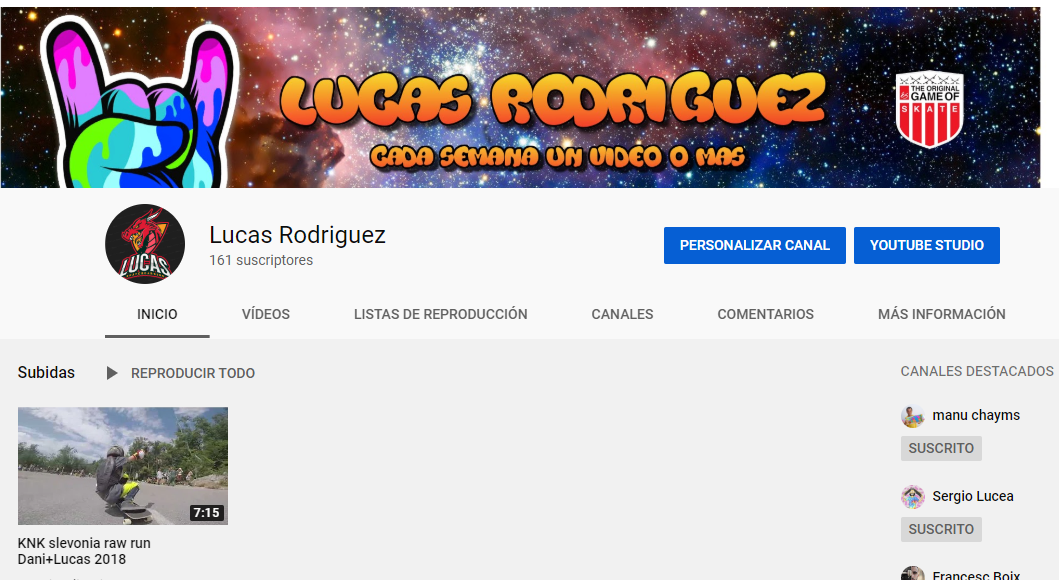 LUCAS RODRIGUEZ
CADA SEMANA UN VIDEO O MAS
THE ORIGINAL
GAME OF
SKATE
LUCAS
Lucas Rodriguez
161 suscriptores
PERSONALIZAR CANAL
YOUTUBE STUDIO
INICIO
VÍDEOS
LISTAS DE REPRODUCCIÓN
CANALES
COMENTARIOS
MÁS INFORMACIÓN
Subidas
REPRODUCIR TODO
CANALES DESTACADOS
manu chayms
SUSCRITO
Sergio Lucea
SUSCRITO
Francesc Boix
7:15
KNK slevonia raw run
Dani+Lucas 2018